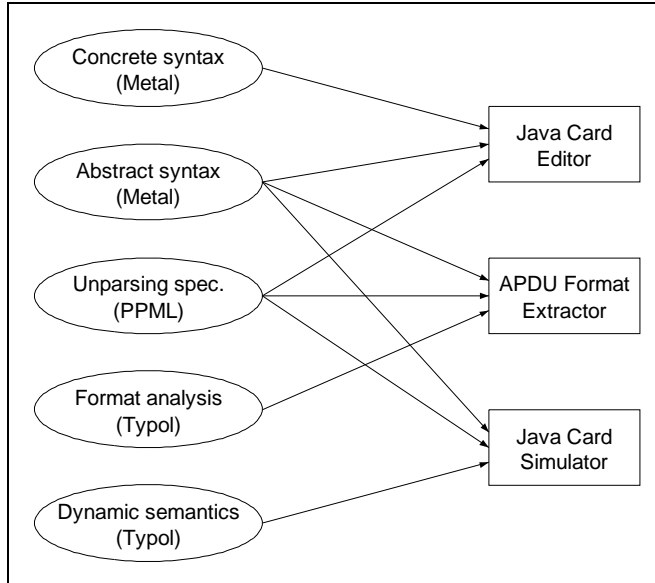 Concrete syntax
(Metal)
Abstract syntax
(Metal)
Unparsing spec.
(PPML)
Format analysis
(Typol)
Dynamic semantics
(Typol)
Java Card
Editor
APDU Format
Extractor
Java Card
Simulator